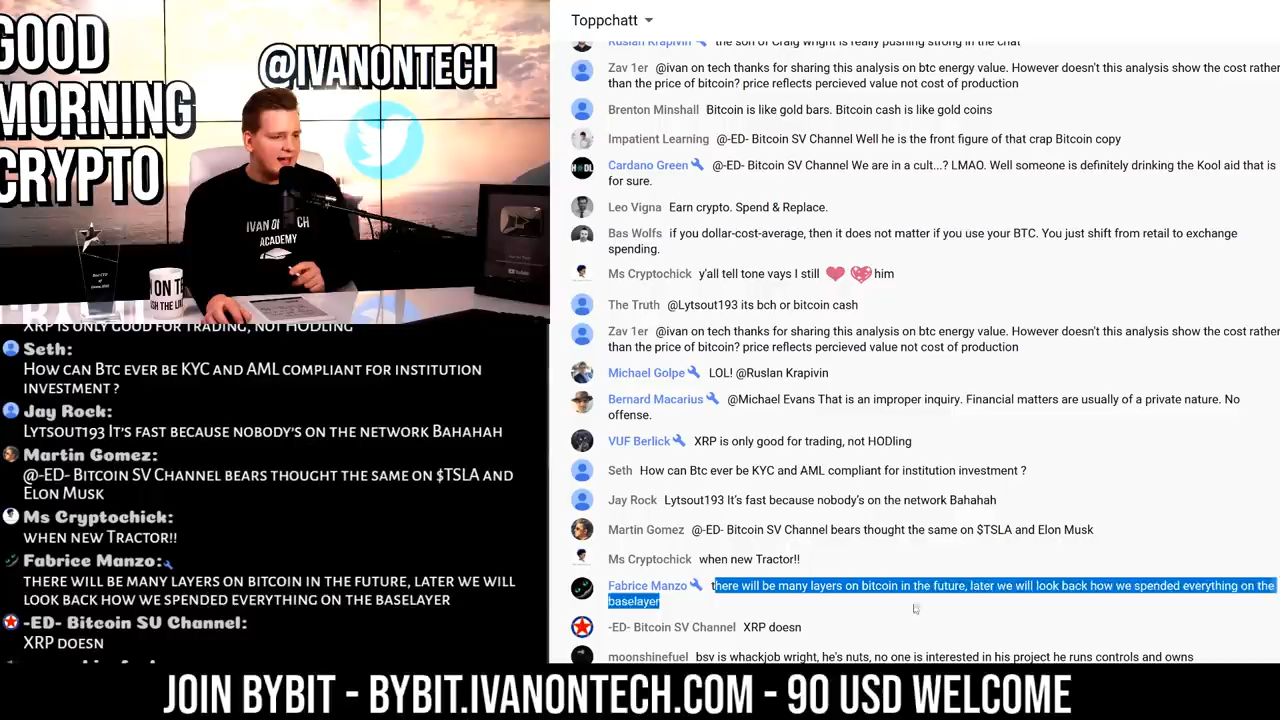 GOOD
MORNING
CRYPTO
@IVANONTECH
IVAN ON TECH
ACADEMY
XRP IS ONLY GOOD FOR TRADING, NOT HODLING
Seth:
How can Btc ever be KYC and AML compliant for institution
investment ?
Jay Rock:
Lytsout193 It's fast because nobody's on the network Bahahah
Martin Gomez:
@-ED- Bitcoin SV Channel bears thought the same on $TSLA and
Elon Musk
Ms Cryptochick:
when new Tractor!!
Fabrice Manzo:
there will be many layers on bitcoin in the future, later we will
look back how we spended everything on the baselayer
-ED- Bitcoin SV Channel:
XRP doesn
Toppchatt
Ruslan Krapivin the son of Craig wright is really pushing strong in the chat
Zav 1er @ivan on tech thanks for sharing this analysis on btc energy value. However doesn't this analysis show the cost rather
than the price of bitcoin? price reflects percieved value not cost of production
Brenton Minshall Bitcoin is like gold bars. Bitcoin cash is like gold coins
Impatient Learning @-ED- Bitcoin SV Channel Well he is the front figure of that crap Bitcoin copy
Cardano Green @-ED- Bitcoin SV Channel We are in a cult...? LMAO. Well someone is definitely drinking the Kool aid that is
for sure.
Leo Vigna Earn crypto. Spend & Replace.
Bas Wolfs if you dollar-cost-average, then it does not matter if you use your BTC. You just shift from retail to exchange
spending.
Ms Cryptochick y'all tell tone vays I still him
The Truth @Lytsout193 its bch or bitcoin cash
Zav 1er @ivan on tech thanks for sharing this analysis on btc energy value. However doesn't this analysis show the cost rather
than the price of bitcoin? price reflects percieved value not cost of production
Michael Golpe LOL! @Ruslan Krapivin
Bernard Macarius @Michael Evans That is an improper inquiry. Financial matters are usually of a private nature. No
offense.
VUF Berlick XRP is only good for trading, not HODling
Seth How can Btc ever be KYC and AML compliant for institution investment ?
Jay Rock Lytsout193 It's fast because nobody's on the network Bahahah
Martin Gomez @-ED- Bitcoin SV Channel bears thought the same on $TSLA and Elon Musk
Ms Cryptochick when new Tractor!!
Fabrice Manzo there will be many layers on bitcoin in the future, later we will look back how we spended everything on the
baselayer
-ED- Bitcoin SV Channel XRP doesn
moonshinefuel bsv is whackjob wright, he's nuts, no one is interested in his project he runs controls and owns
JOIN BYBIT - BYBIT.IVANONTECH.COM - 90 USD WELCOME